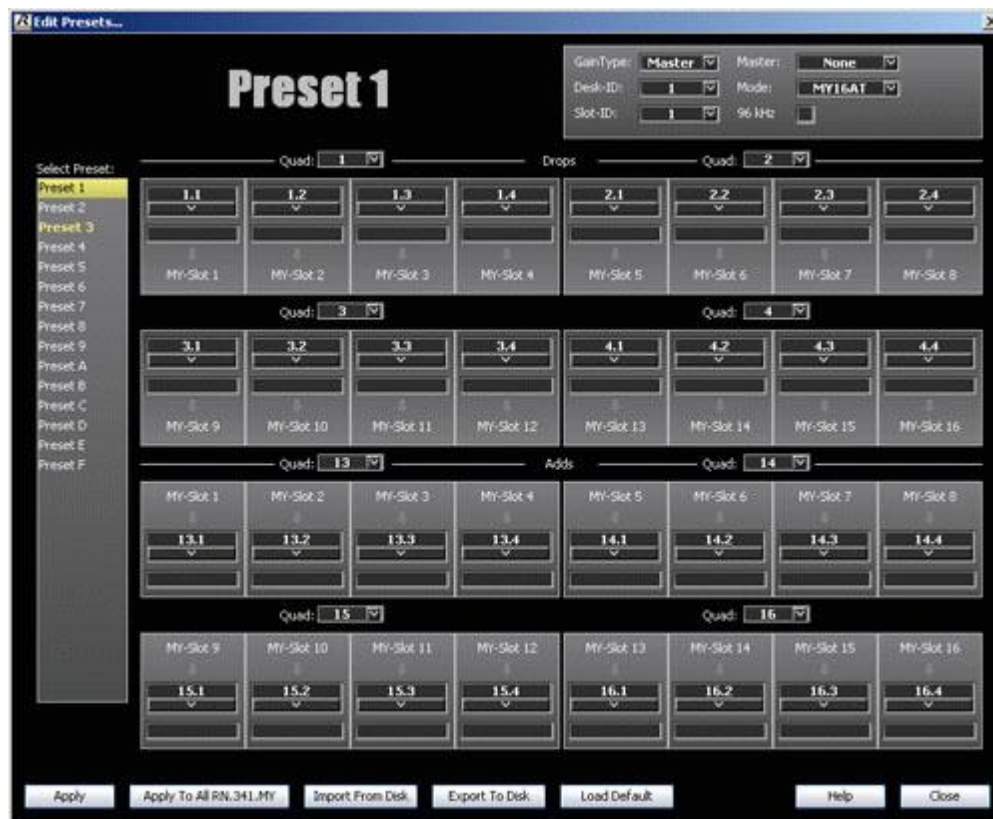 Edit Presets...
Preset 1
GainType: Master Master: None
Desk-ID: 1 Mode: MY16AT
Slot-ID: 1 96 kHz
Select Preset:
Preset 1
Preset 2
Preset 3
Preset 4
Preset 5
Preset 6
Preset 7
Preset 8
Preset 9
Preset A
Preset B
Preset C
Preset D
Preset E
Preset F
Quad: 1 Drops Quad: 2
1.1 1.2 1.3 1.4 2.1 2.2 2.3 2.4
MY-Slot 1 MY-Slot 2 MY-Slot 3 MY-Slot 4 MY-Slot 5 MY-Slot 6 MY-Slot 7 MY-Slot 8
Quad: 3 Quad: 4
3.1 3.2 3.3 3.4 4.1 4.2 4.3 4.4
MY-Slot 9 MY-Slot 10 MY-Slot 11 MY-Slot 12 MY-Slot 13 MY-Slot 14 MY-Slot 15 MY-Slot 16
Quad: 13 Adds Quad: 14
MY-Slot 1 MY-Slot 2 MY-Slot 3 MY-Slot 4 MY-Slot 5 MY-Slot 6 MY-Slot 7 MY-Slot 8
13.1 13.2 13.3 13.4 14.1 14.2 14.3 14.4
Quad: 15 Quad: 16
MY-Slot 9 MY-Slot 10 MY-Slot 11 MY-Slot 12 MY-Slot 13 MY-Slot 14 MY-Slot 15 MY-Slot 16
15.1 15.2 15.3 15.4 16.1 16.2 16.3 16.4
Apply Apply To All RN.341.MY Import From Disk Export To Disk Load Default Help Close